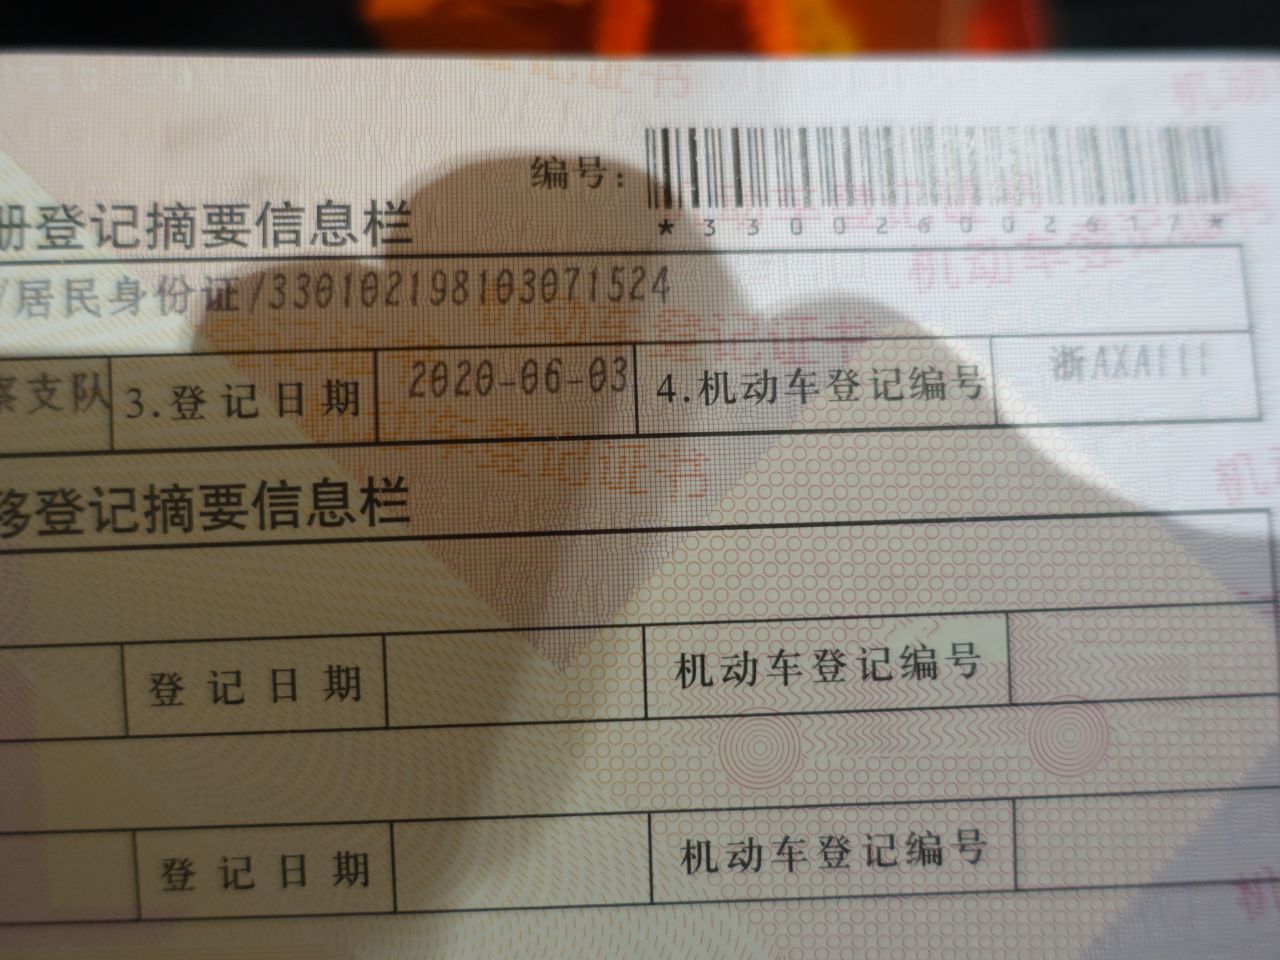 编号：
*330026002617*
册登记摘要信息栏
/居民身份证/330102198103071524
察支队 3.登记日期 2020-06-03 4.机动车登记编号 浙AXA111
移登记摘要信息栏
登记日期 机动车登记编号
登记日期 机动车登记编号